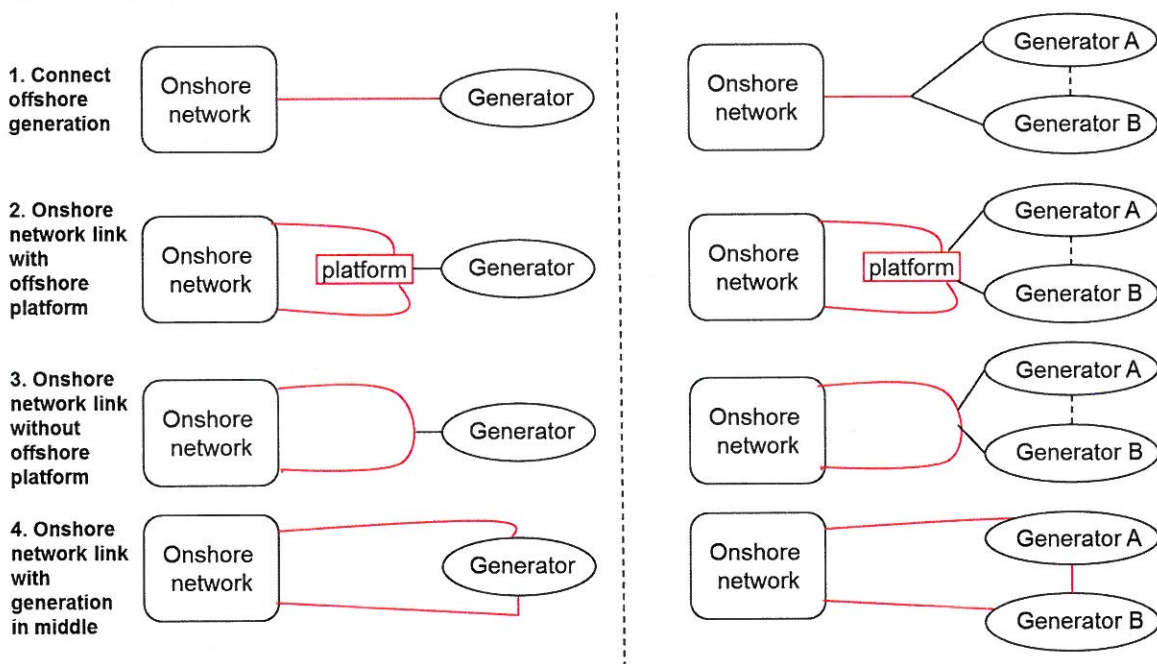 1. Connect
offshore
generation
Onshore
network
Generator
Onshore
network
Generator A
Generator B
2. Onshore
network link
with
offshore
platform
Onshore
network
platform
Generator
Onshore
network
platform
Generator A
Generator B
3. Onshore
network link
without
offshore
platform
Onshore
network
Generator
Onshore
network
Generator A
Generator B
4. Onshore
network link
with
generation
in middle
Onshore
network
Generator
Onshore
network
Generator A
Generator B